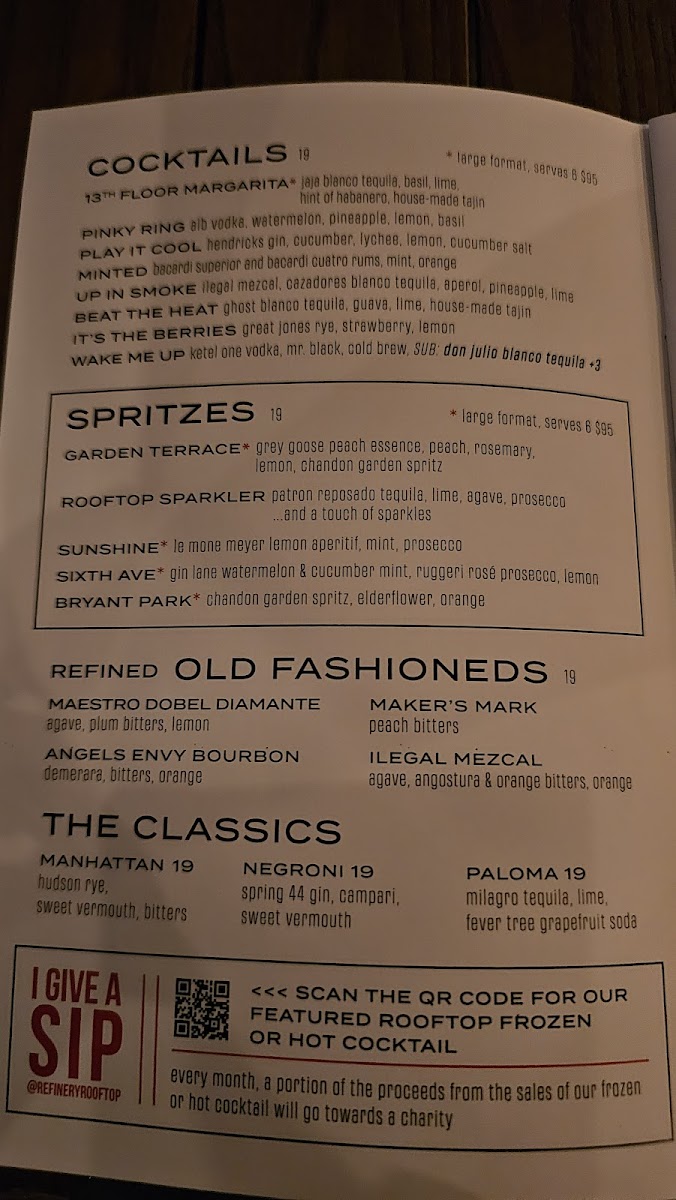 COCKTAILS 19
* large format, serves 6 $95
13TH FLOOR MARGARITA* jaja blanco tequila, basil, lime,
hint of habanero, house-made tajin
PINKY RING aib vodka, watermelon, pineapple, lemon, basil
PLAY IT COOL hendricks gin, cucumber, lychee, lemon, cucumber salt
MINTED bacardi superior and bacardi cuatro rums, mint, orange
UP IN SMOKE ilegal mezcal, cazadores blanco tequila, aperol, pineapple, lime
BEAT THE HEAT ghost blanco tequila, guava, lime, house-made tajin
IT'S THE BERRIES great jones rye, strawberry, lemon
WAKE ME UP ketel one vodka, mr. black, cold brew, SUB: don julio blanco tequila +3
SPRITZES 19
* large format, serves 6 $95
GARDEN TERRACE* grey goose peach essence, peach, rosemary,
lemon, chandon garden spritz
ROOFTOP SPARKLER patron reposado tequila, lime, agave, prosecco
...and a touch of sparkles
SUNSHINE* le mone meyer lemon aperitif, mint, prosecco
SIXTH AVE* gin lane watermelon & cucumber mint, ruggeri rosé prosecco, lemon
BRYANT PARK* chandon garden spritz, elderflower, orange
REFINED OLD FASHIONEDS 19
MAESTRO DOBEL DIAMANTE
agave, plum bitters, lemon
MAKER'S MARK
peach bitters
ANGELS ENVY BOURBON
demerara, bitters, orange
ILEGAL MEZCAL
agave, angostura & orange bitters, orange
THE CLASSICS
MANHATTAN 19
hudson rye,
sweet vermouth, bitters
NEGRONI 19
spring 44 gin, campari,
sweet vermouth
PALOMA 19
milagro tequila, lime,
fever tree grapefruit soda
I GIVE A
SIP
@REFINERYROOFTOP
<<< SCAN THE QR CODE FOR OUR
FEATURED ROOFTOP FROZEN
OR HOT COCKTAIL
every month, a portion of the proceeds from the sales of our frozen
or hot cocktail will go towards a charity